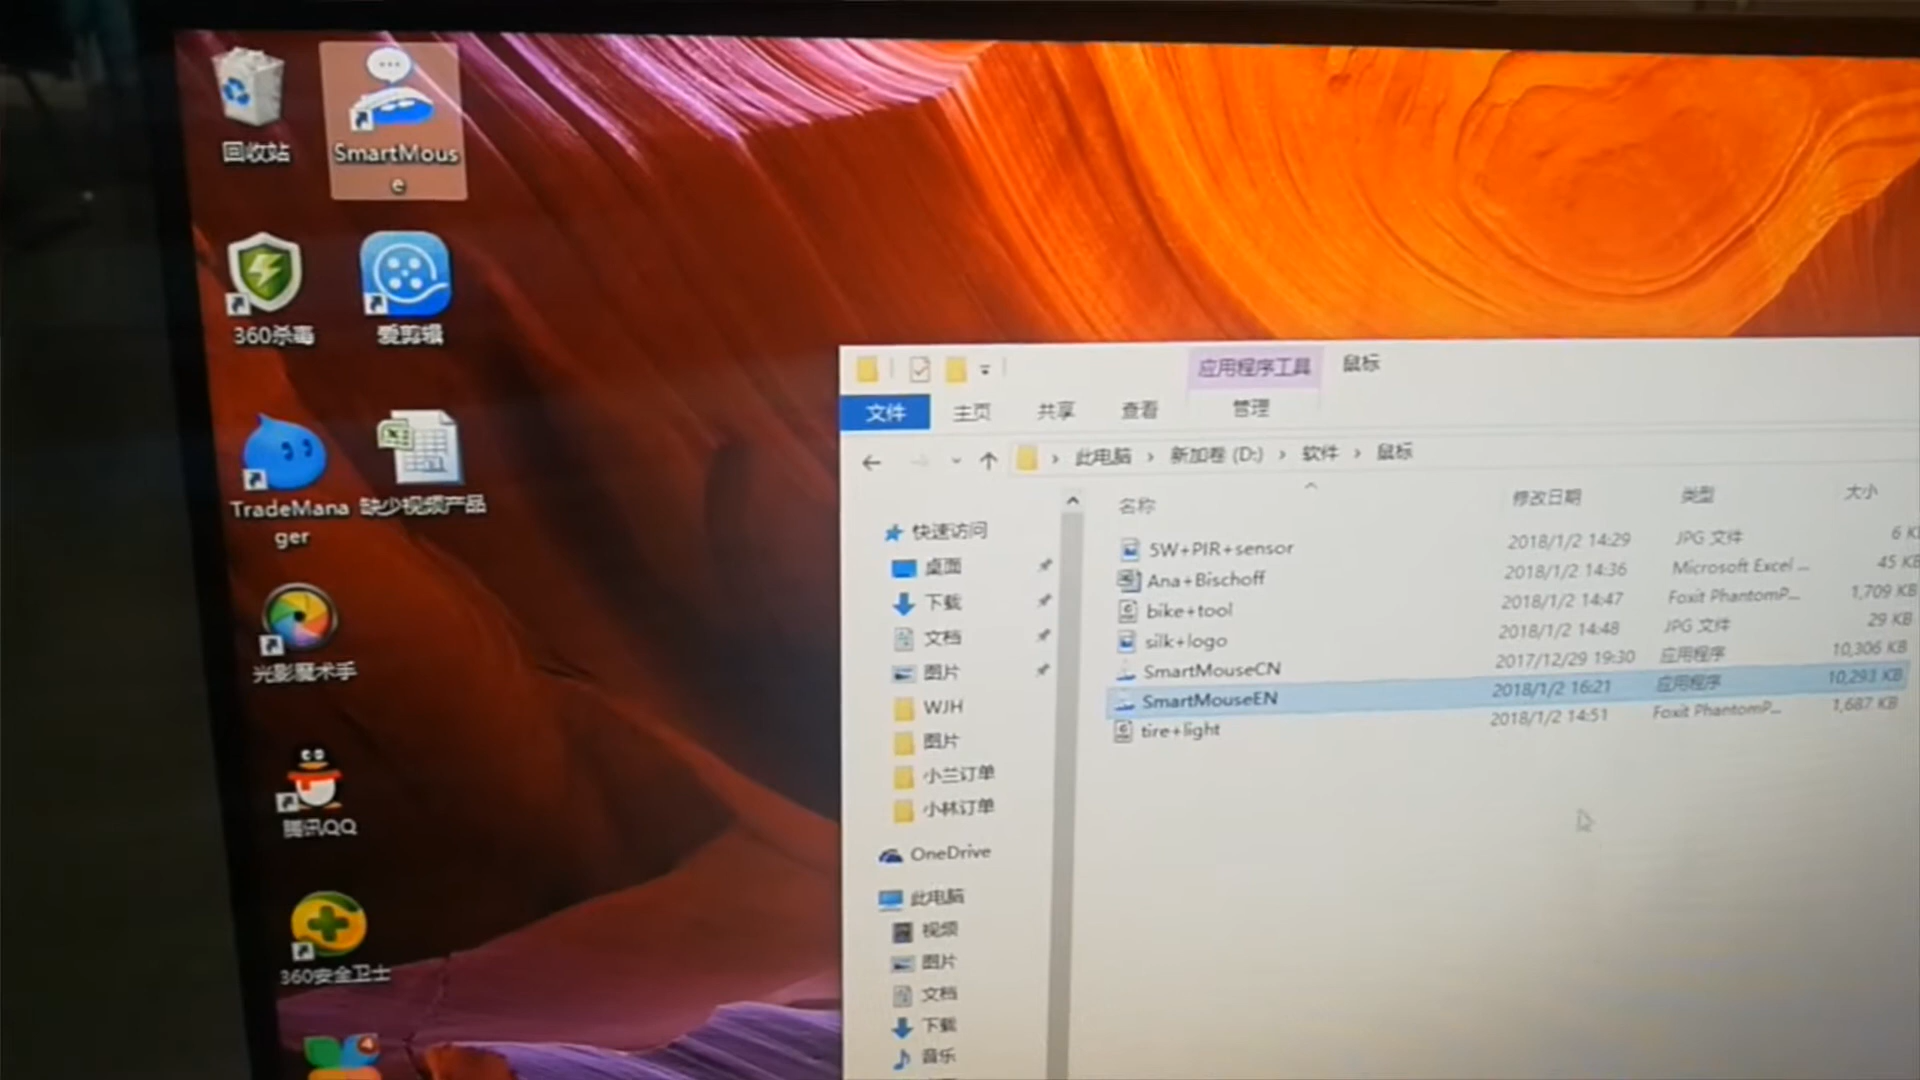 回收站
SmartMous
e
360杀毒
爱剪辑
TradeMana
ger
缺少视频产品
光影魔术手
腾讯QQ
360安全卫士
应用程序工具
鼠标
文件
主页
共享
查看
管理
此电脑 › 新加卷 (D:) › 软件 › 鼠标
名称
修改日期
类型
大小
快速访问
桌面
下载
文档
图片
WJH
图片
小兰订单
小林订单
OneDrive
此电脑
视频
图片
文档
下载
音乐
5W+PIR+sensor 2018/1/2 14:29 JPG 文件 6 K
Ana+Bischoff 2018/1/2 14:36 Microsoft Excel ... 45 KB
bike+tool 2018/1/2 14:47 Foxit PhantomP... 1,709 KB
silk+logo 2018/1/2 14:48 JPG 文件 29 KB
SmartMouseCN 2017/12/29 19:30 应用程序 10,306 KB
SmartMouseEN 2018/1/2 16:21 应用程序 10,293 KB
tire+light 2018/1/2 14:51 Foxit PhantomP... 1,687 KB